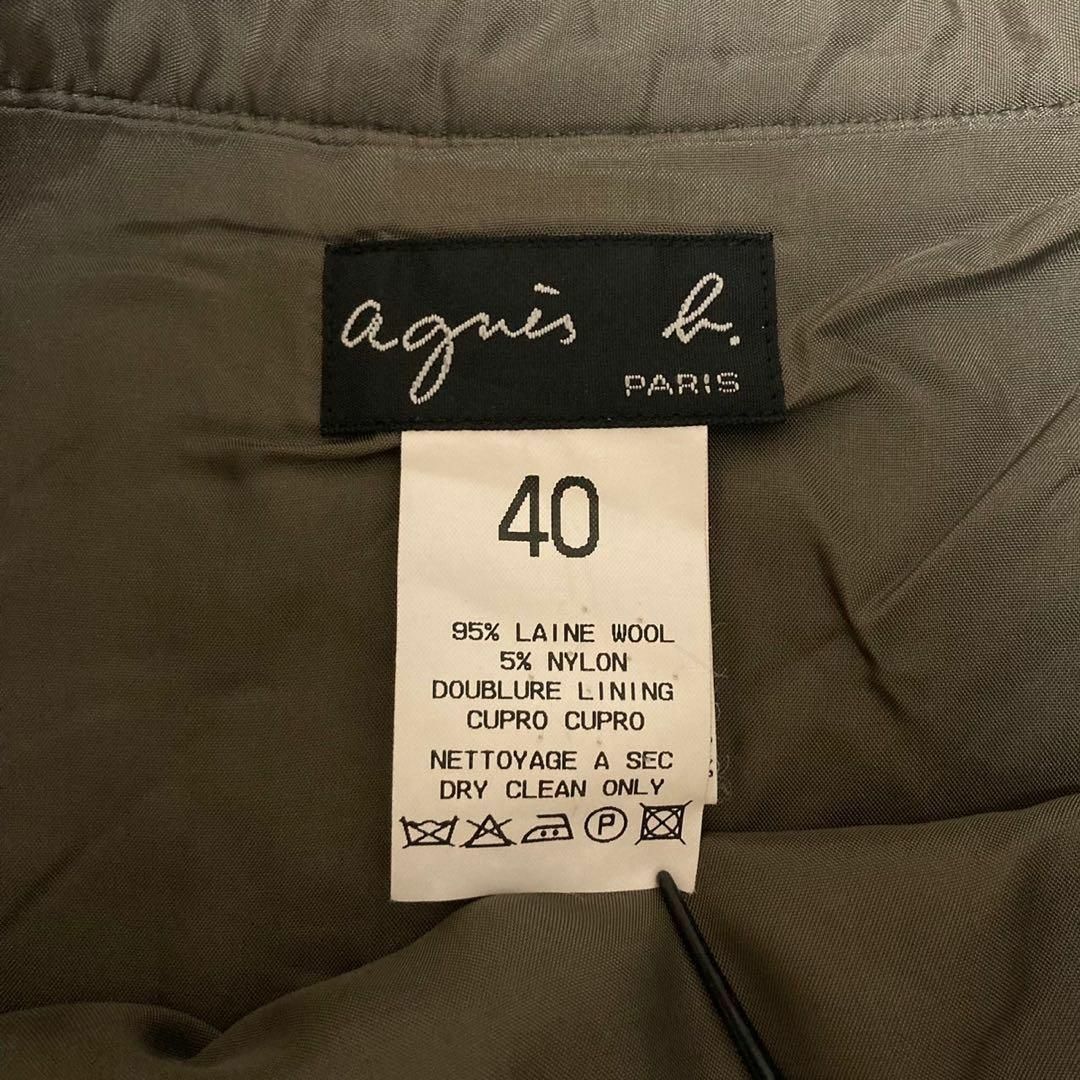 agnès b.
PARIS
40
95% LAINE WOOL
5% NYLON
DOUBLURE LINING
CUPRO CUPRO
NETTOYAGE A SEC
DRY CLEAN ONLY
P